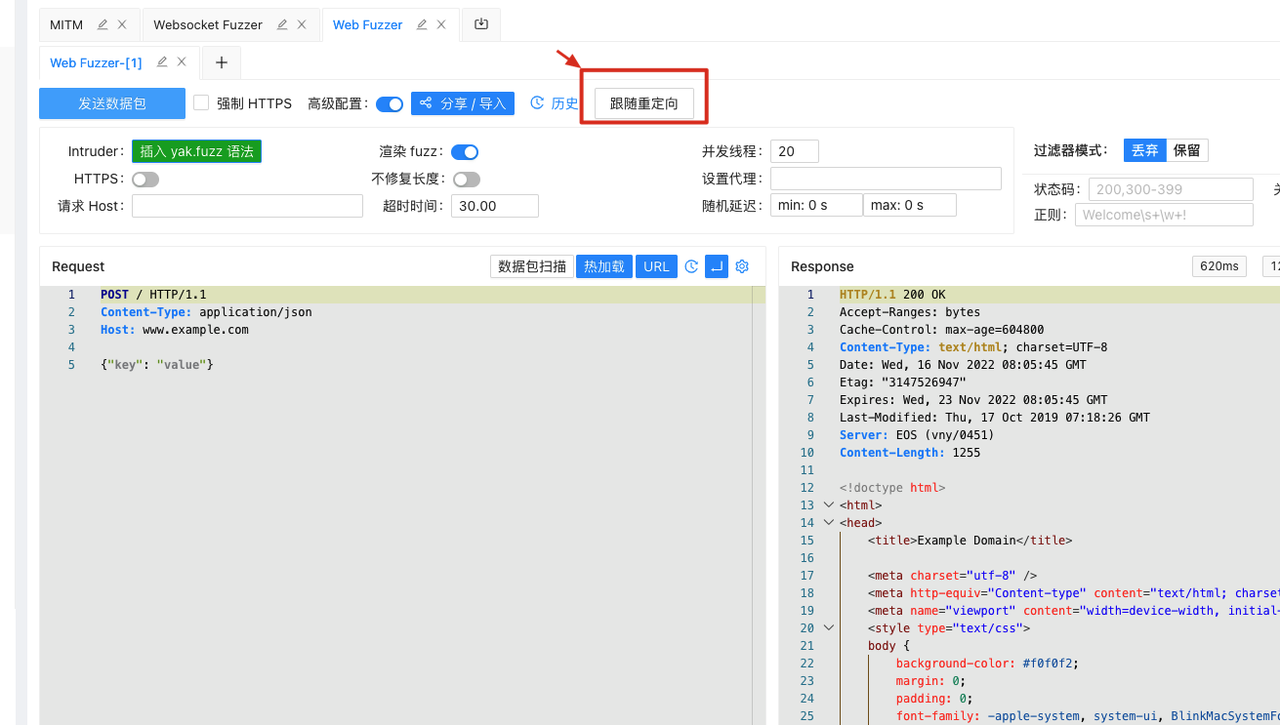 MITM Websocket Fuzzer Web Fuzzer
Web Fuzzer-[1] +
发送数据包 强制 HTTPS 高级配置： 分享 / 导入 历史 跟随重定向
Intruder： 插入 yak.fuzz 语法 渲染 fuzz： 并发线程： 20 过滤器模式： 丢弃 保留
HTTPS： 不修复长度： 设置代理： 状态码： 200,300-399
请求 Host： 超时时间： 30.00 随机延迟： min: 0 s max: 0 s 正则： Welcome\s+\w+!
Request 数据包扫描 热加载 URL
1 POST / HTTP/1.1
2 Content-Type: application/json
3 Host: www.example.com
4
5 {"key": "value"}
Response 620ms 12
1 HTTP/1.1 200 OK
2 Accept-Ranges: bytes
3 Cache-Control: max-age=604800
4 Content-Type: text/html; charset=UTF-8
5 Date: Wed, 16 Nov 2022 08:05:45 GMT
6 Etag: "3147526947"
7 Expires: Wed, 23 Nov 2022 08:05:45 GMT
8 Last-Modified: Thu, 17 Oct 2019 07:18:26 GMT
9 Server: EOS (vny/0451)
10 Content-Length: 1255
11
12 <!doctype html>
13 <html>
14 <head>
15 <title>Example Domain</title>
16
17 <meta charset="utf-8" />
18 <meta http-equiv="Content-type" content="text/html; charset
19 <meta name="viewport" content="width=device-width, initial-
20 <style type="text/css">
21 body {
22 background-color: #f0f0f2;
23 margin: 0;
24 padding: 0;
25 font-family: -apple-system, system-ui, BlinkMacSystemFo